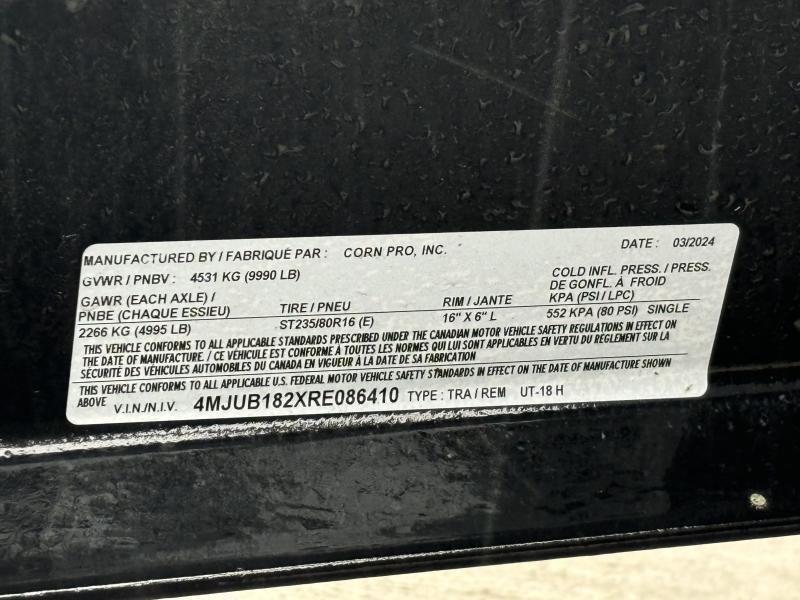 MANUFACTURED BY / FABRIQUÉ PAR : CORN PRO, INC. DATE : 03/2024
GVWR / PNBV : 4531 KG (9990 LB)
GAWR (EACH AXLE) / PNBE (CHAQUE ESSIEU)
2266 KG (4995 LB)
TIRE / PNEU
ST235/80R16 (E)
RIM / JANTE
16" X 6" L
COLD INFL. PRESS. / PRESS.
DE GONFL. À FROID
KPA (PSI / LPC)
552 KPA (80 PSI) SINGLE
THIS VEHICLE CONFORMS TO ALL APPLICABLE STANDARDS PRESCRIBED UNDER THE CANADIAN MOTOR VEHICLE SAFETY REGULATIONS IN EFFECT ON
THE DATE OF MANUFACTURE / CE VÉHICULE EST CONFORME À TOUTES LES NORMES QUI LUI SONT APPLICABLES EN VERTU DU RÈGLEMENT SUR LA
SÉCURITÉ DES VÉHICULES AUTOMOBILES DU CANADA EN VIGUEUR À LA DATE DE SA FABRICATION
THIS VEHICLE CONFORMS TO ALL APPLICABLE FEDERAL MOTOR VEHICLE SAFETY STANDARDS IN EFFECT ON THE DATE OF MANUFACTURE SHOWN
ABOVE
V.I.N./N.I.V. 4MJUB182XRE086410 TYPE : TRA / REM UT-18 H